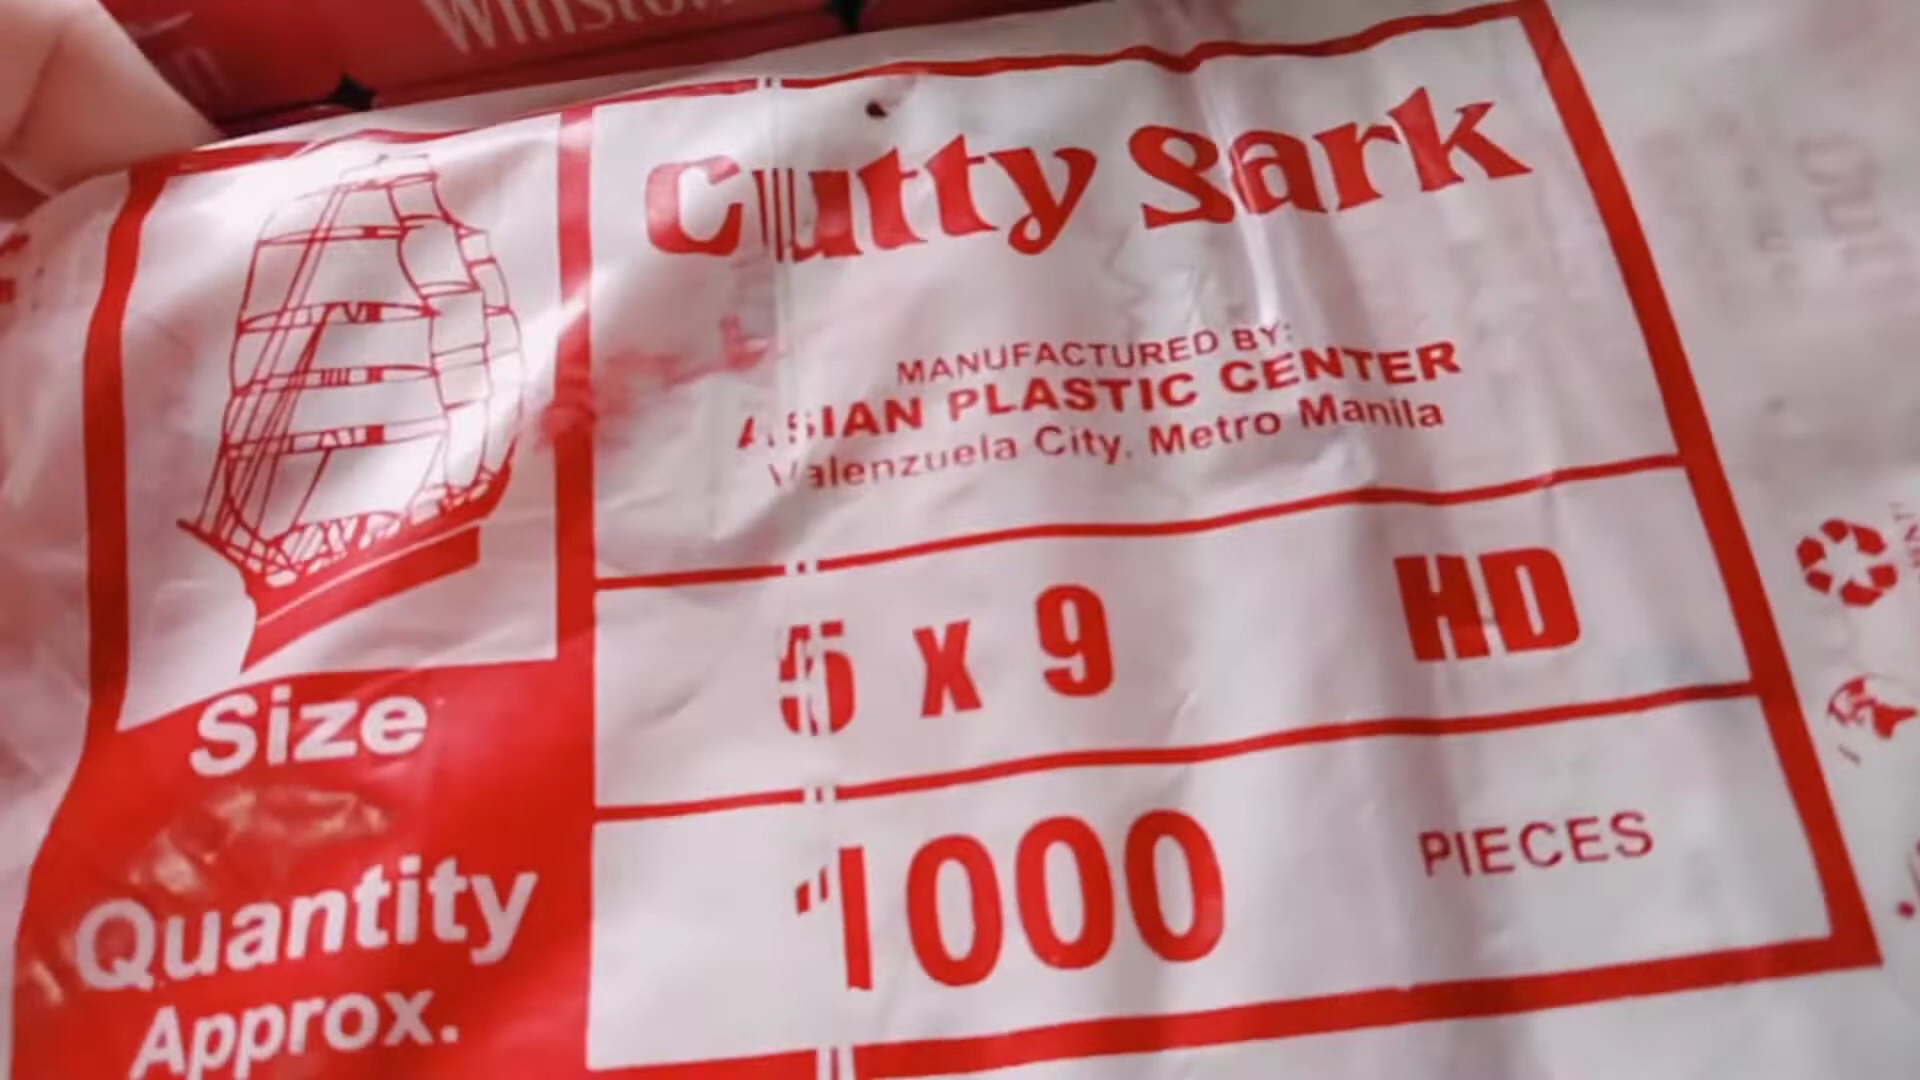 Winston
Cutty Sark
MANUFACTURED BY:
ASIAN PLASTIC CENTER
Valenzuela City, Metro Manila
Size
5 x 9 HD
Quantity
Approx.
1000 PIECES